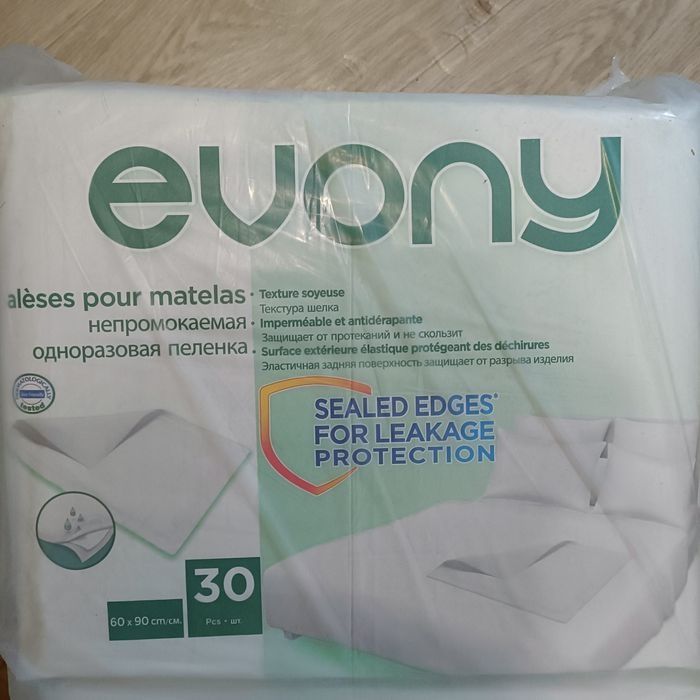 evony
alèses pour matelas
непромокаемая
одноразовая пеленка
• Texture soyeuse
Текстура шелка
• Imperméable et antidérapante
Защищает от протеканий и не скользит
• Surface extérieure élastique protégeant des déchirures
Эластичная задняя поверхность защищает от разрыва изделия
DERMATOLOGICALLY
tested
SEALED EDGES*
FOR LEAKAGE
PROTECTION
60 x 90 cm/см.
30
Pcs • шт.